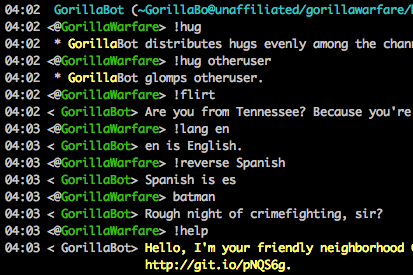 04:02 GorillaBot (~GorillaBo@unaffiliated/gorillawarfare/
04:02 <@GorillaWarfare> !hug
04:02 * GorillaBot distributes hugs evenly among the chan
04:02 <@GorillaWarfare> !hug otheruser
04:02 * GorillaBot glomps otheruser.
04:02 <@GorillaWarfare> !flirt
04:02 < GorillaBot> Are you from Tennessee? Because you're
04:03 <@GorillaWarfare> !lang en
04:03 < GorillaBot> en is English.
04:03 <@GorillaWarfare> !reverse Spanish
04:03 < GorillaBot> Spanish is es
04:03 <@GorillaWarfare> batman
04:03 < GorillaBot> Rough night of crimefighting, sir?
04:03 <@GorillaWarfare> !help
04:03 < GorillaBot> Hello, I'm your friendly neighborhood
http://git.io/pNQS6g.